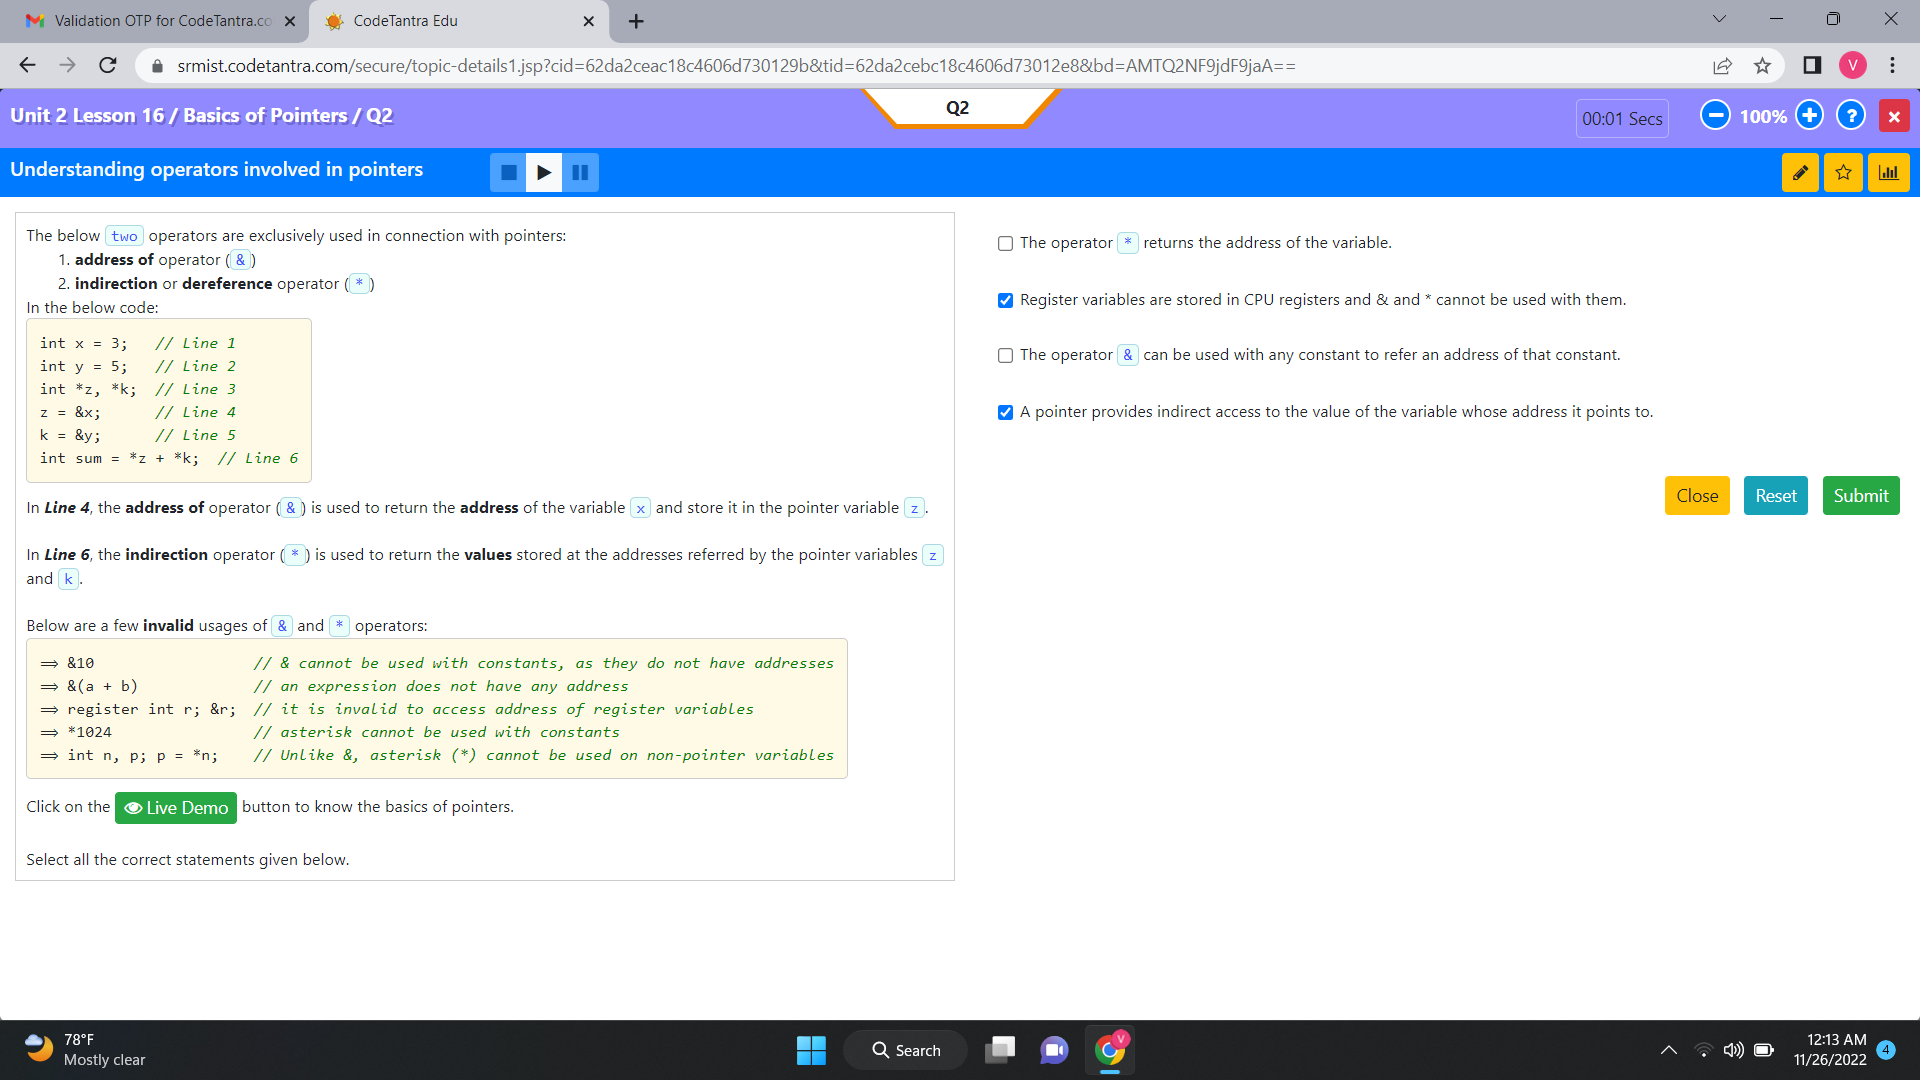 Validation OTP for CodeTantra.co
CodeTantra Edu
srmist.codetantra.com/secure/topic-details1.jsp?cid=62da2ceac18c4606d730129b&tid=62da2cebc18c4606d73012e8&bd=AMTQ2NF9jdF9jaA==
V
Unit 2 Lesson 16 / Basics of Pointers / Q2
Q2
00:01 Secs
100%
?
Understanding operators involved in pointers
The below two operators are exclusively used in connection with pointers:
1. address of operator (&)
2. indirection or dereference operator (*)
In the below code:
int x = 3;   // Line 1
int y = 5;   // Line 2
int *z, *k;  // Line 3
z = &x;      // Line 4
k = &y;      // Line 5
int sum = *z + *k;  // Line 6
In Line 4, the address of operator (&) is used to return the address of the variable x and store it in the pointer variable z.
In Line 6, the indirection operator (*) is used to return the values stored at the addresses referred by the pointer variables z
and k.
Below are a few invalid usages of & and * operators:
⟹ &10                  // & cannot be used with constants, as they do not have addresses
⟹ &(a + b)             // an expression does not have any address
⟹ register int r; &r;  // it is invalid to access address of register variables
⟹ *1024                // asterisk cannot be used with constants
⟹ int n, p; p = *n;    // Unlike &, asterisk (*) cannot be used on non-pointer variables
Click on the Live Demo button to know the basics of pointers.
Select all the correct statements given below.
The operator * returns the address of the variable.
Register variables are stored in CPU registers and & and * cannot be used with them.
The operator & can be used with any constant to refer an address of that constant.
A pointer provides indirect access to the value of the variable whose address it points to.
Close
Reset
Submit
78°F
Mostly clear
Search
V
12:13 AM
11/26/2022
4